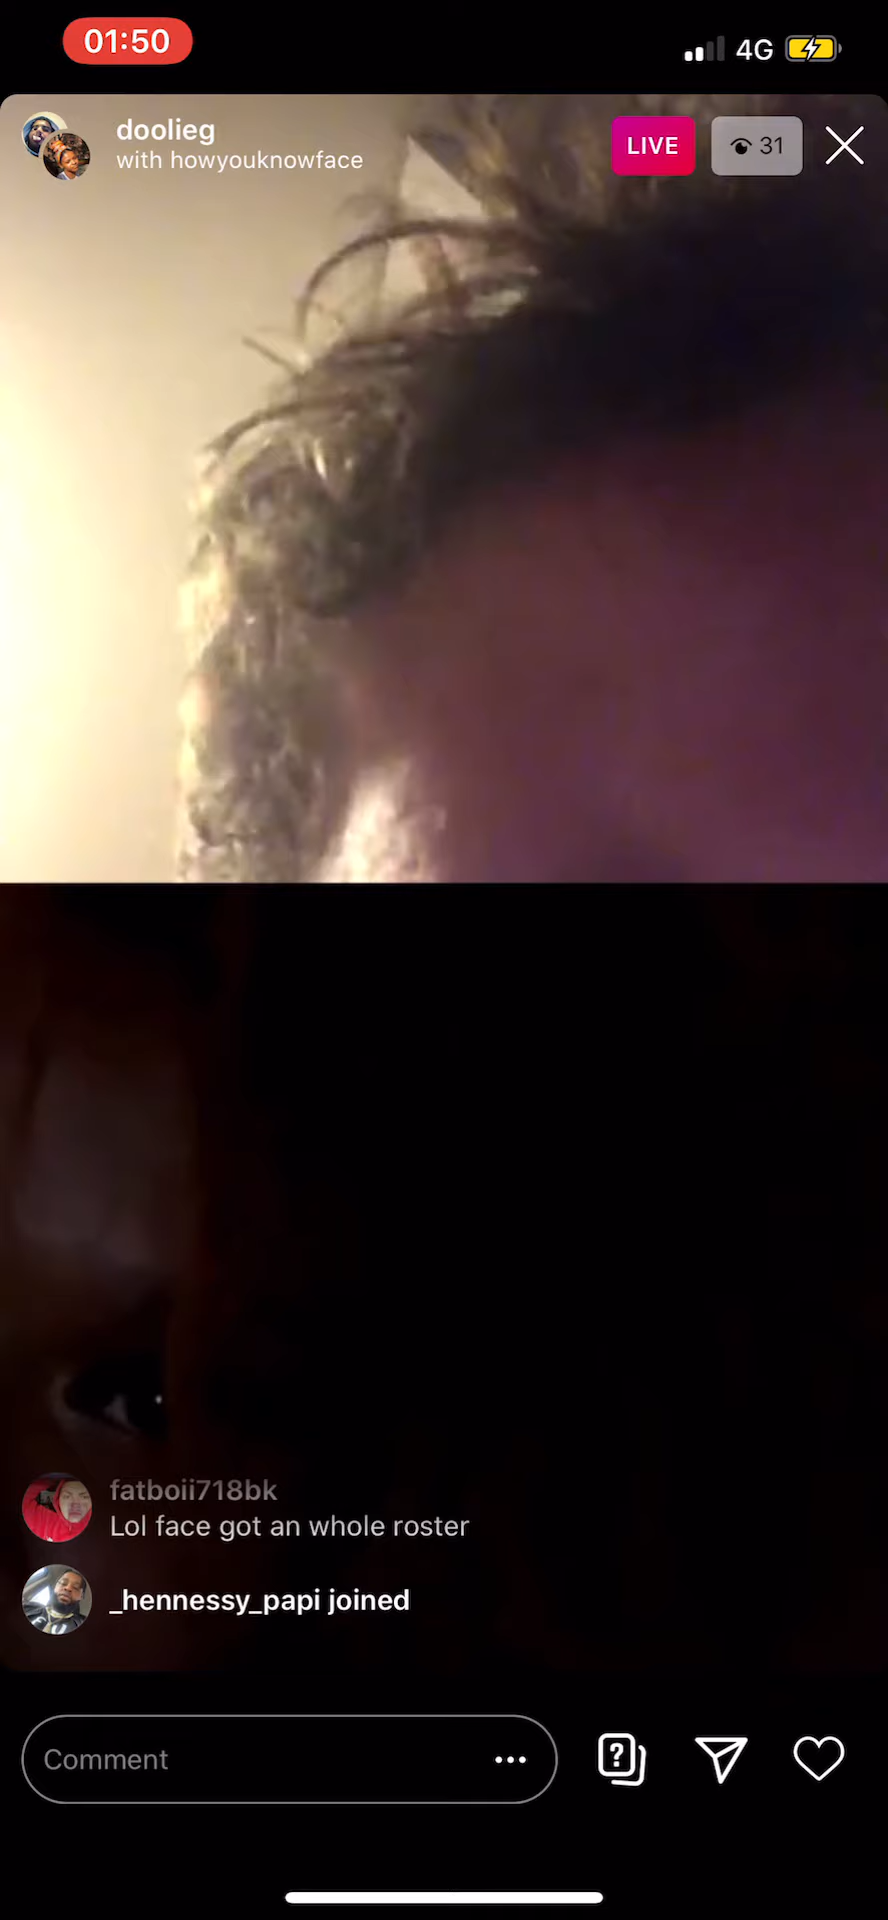 01:50
4G
doolieg
with howyouknowface
LIVE
31
fatboii718bk
Lol face got an whole roster
_hennessy_papi joined
Comment